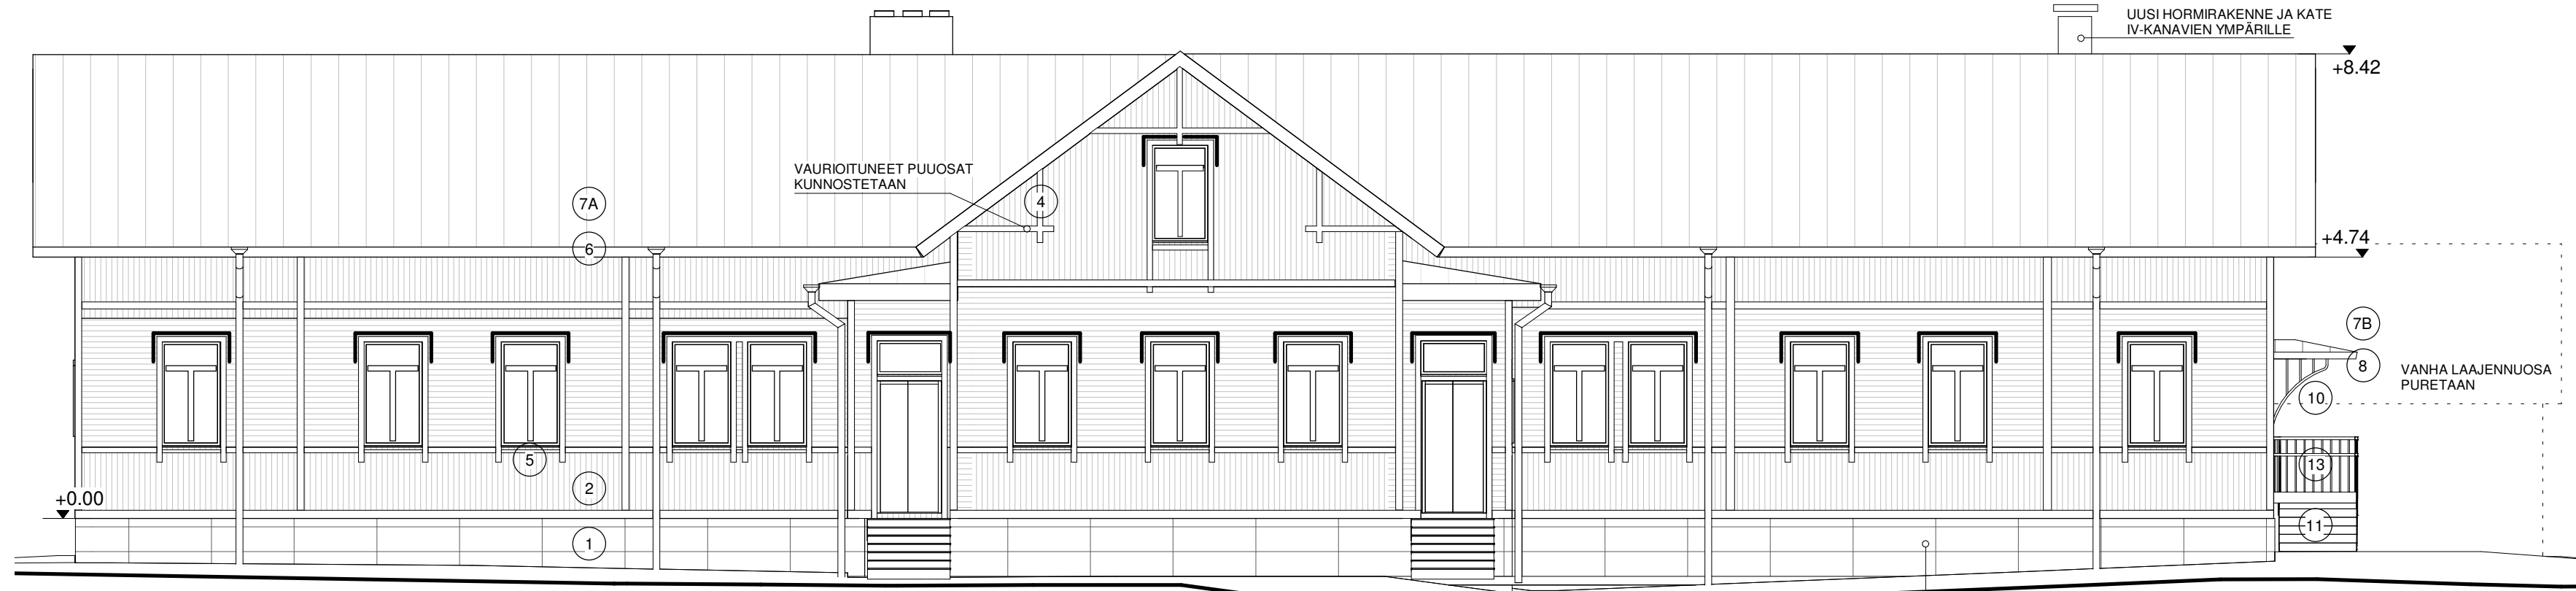 UUSI HORMIRAKENNE JA KATE
IV-KANAVIEN YMPÄRILLE
+8.42
VAURIOITUNEET PUUOSAT
KUNNOSTETAAN
7A
4
6
+4.74
7B
8
VANHA LAAJENNUOSA
PURETAAN
10
5
13
2
+0.00
11
1